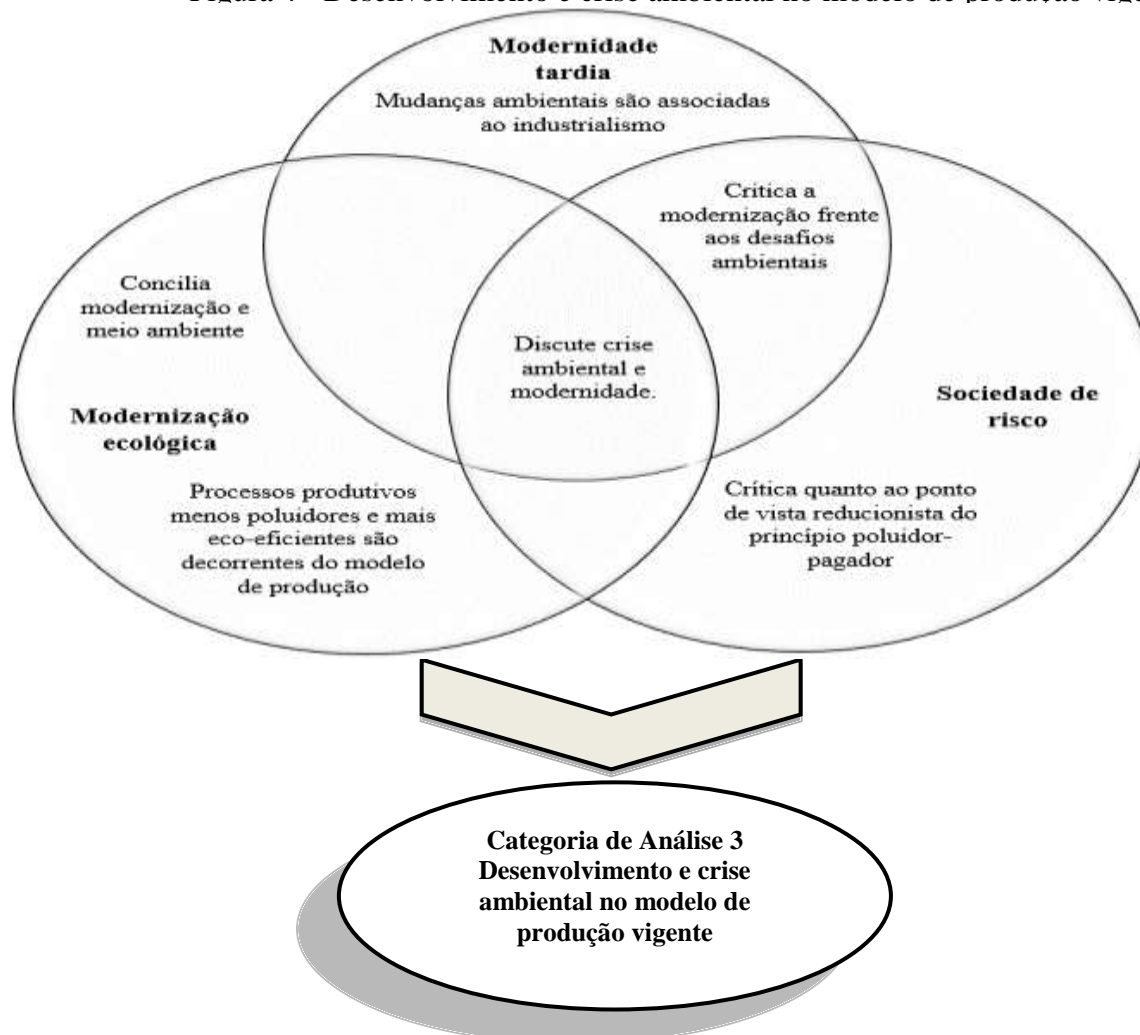 Modernidade
tardia
Mudanças ambientais são associadas
ao industrialismo
Critica a
modernização frente
aos desafios
ambientais
Concilia
modernização e
meio ambiente
Discute crise
ambiental e
modernidade.
Modernização
ecológica
Sociedade de
risco
Processos produtivos
menos poluidores e mais
eco-eficientes são
decorrentes do modelo
de produção
Crítica quanto ao ponto
de vista reducionista do
princípio poluidor-
pagador
Categoria de Análise 3
Desenvolvimento e crise
ambiental no modelo de
produção vigente